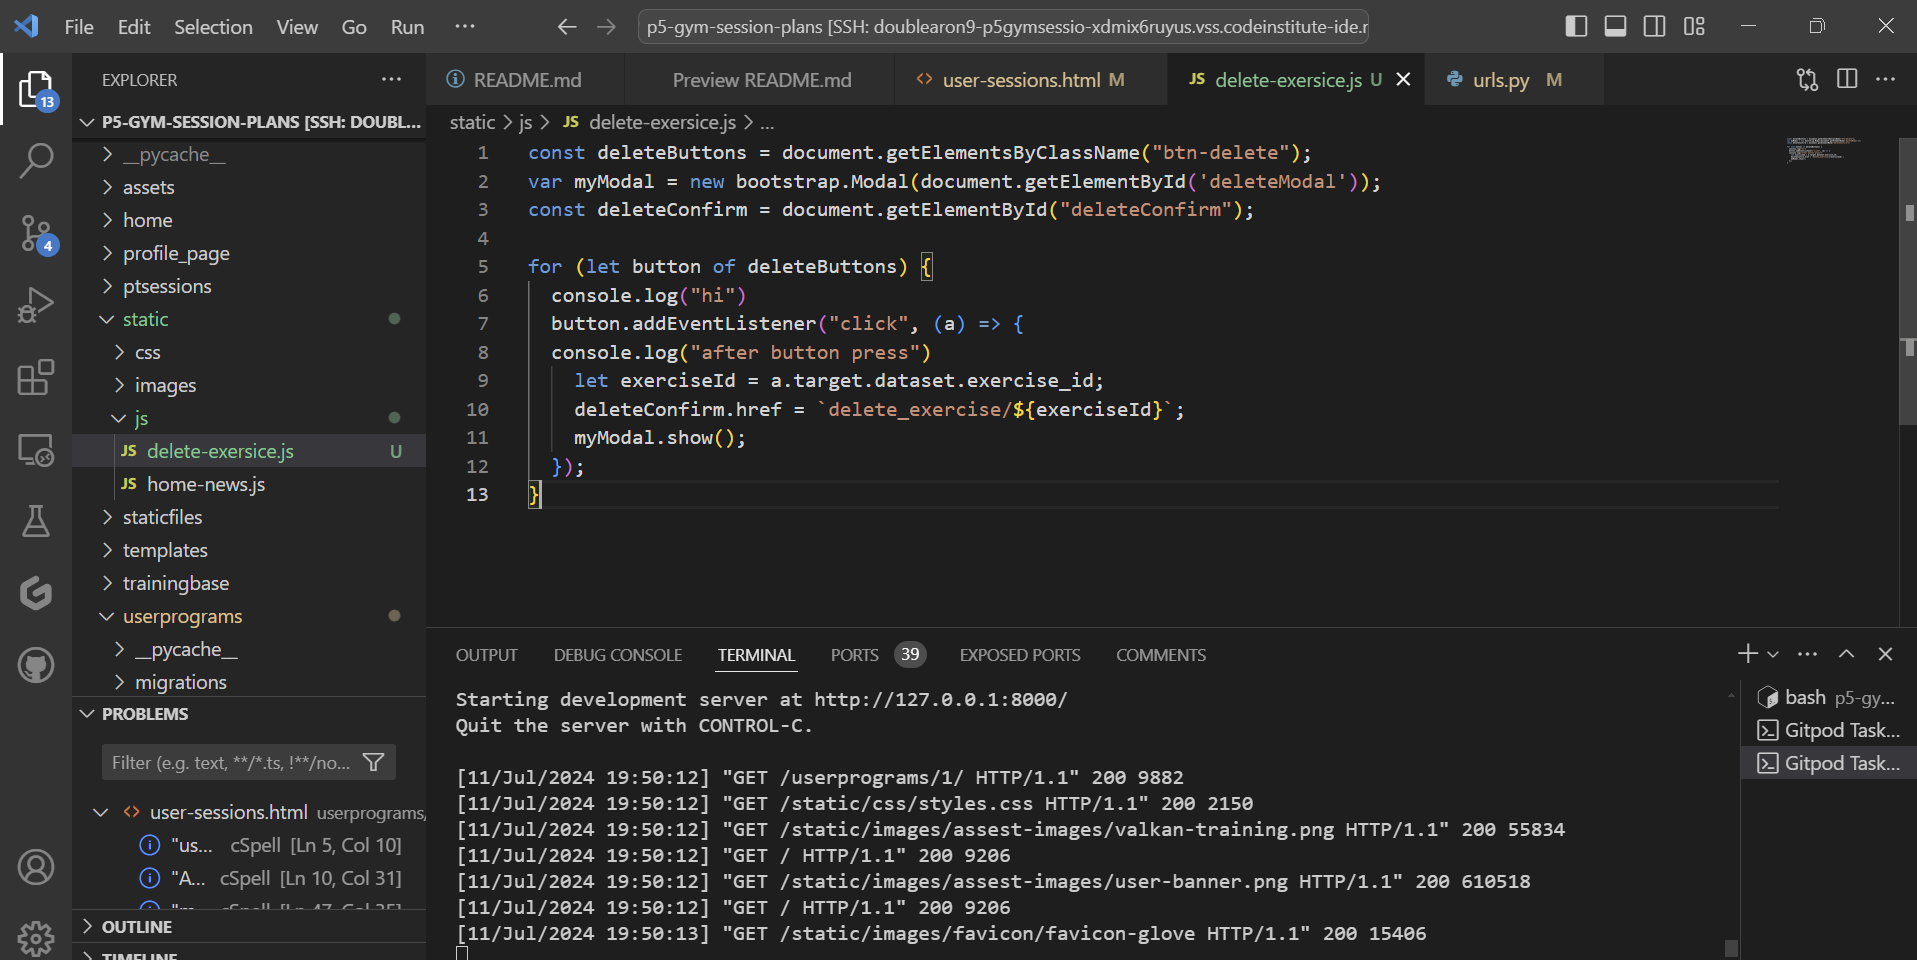 File Edit Selection View Go Run ··· p5-gym-session-plans [SSH: doublearon9-p5gymsessio-xdmix6ruyus.vss.codeinstitute-ide.r
13
4
EXPLORER ···
P5-GYM-SESSION-PLANS [SSH: DOUBL...
__pycache__
assets
home
profile_page
ptsessions
static
css
images
js
JS delete-exersice.js U
JS home-news.js
staticfiles
templates
trainingbase
userprograms
__pycache__
migrations
PROBLEMS
Filter (e.g. text, **/*.ts, !**/no...
user-sessions.html userprograms/
"us... cSpell [Ln 5, Col 10]
"A... cSpell [Ln 10, Col 31]
OUTLINE
TIMELINE
README.md Preview README.md <> user-sessions.html M JS delete-exersice.js U urls.py M ···
static > js > JS delete-exersice.js > ...
1 const deleteButtons = document.getElementsByClassName("btn-delete");
2 var myModal = new bootstrap.Modal(document.getElementById('deleteModal'));
3 const deleteConfirm = document.getElementById("deleteConfirm");
4
5 for (let button of deleteButtons) {
6 console.log("hi")
7 button.addEventListener("click", (a) => {
8 console.log("after button press")
9 let exerciseId = a.target.dataset.exercise_id;
10 deleteConfirm.href = `delete_exercise/${exerciseId}`;
11 myModal.show();
12 });
13 }
OUTPUT DEBUG CONSOLE TERMINAL PORTS 39 EXPOSED PORTS COMMENTS
Starting development server at http://127.0.0.1:8000/
Quit the server with CONTROL-C.
[11/Jul/2024 19:50:12] "GET /userprograms/1/ HTTP/1.1" 200 9882
[11/Jul/2024 19:50:12] "GET /static/css/styles.css HTTP/1.1" 200 2150
[11/Jul/2024 19:50:12] "GET /static/images/assest-images/valkan-training.png HTTP/1.1" 200 55834
[11/Jul/2024 19:50:12] "GET / HTTP/1.1" 200 9206
[11/Jul/2024 19:50:12] "GET /static/images/assest-images/user-banner.png HTTP/1.1" 200 610518
[11/Jul/2024 19:50:12] "GET / HTTP/1.1" 200 9206
[11/Jul/2024 19:50:13] "GET /static/images/favicon/favicon-glove HTTP/1.1" 200 15406
bash p5-gy...
Gitpod Task...
Gitpod Task...